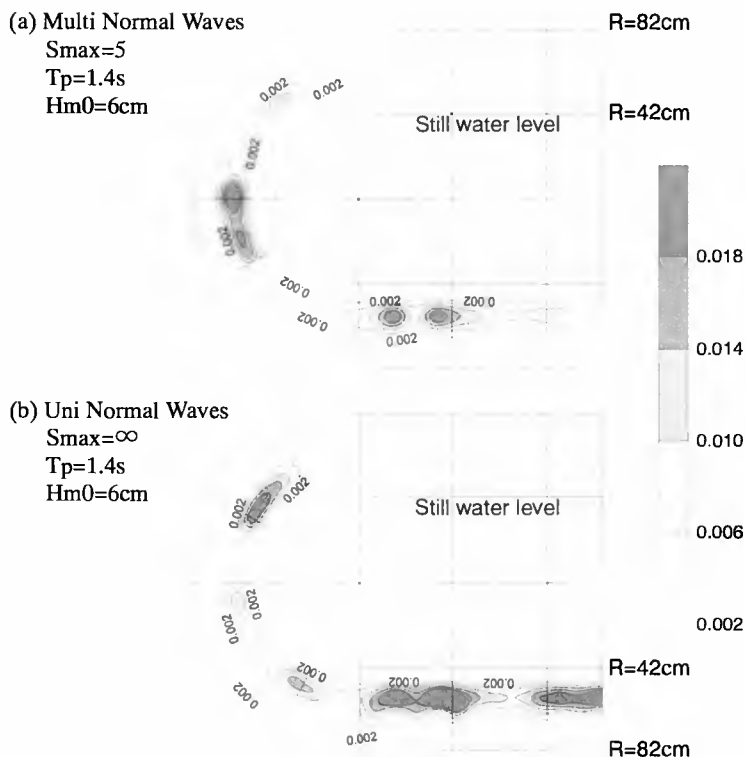 (a) Multi Normal Waves
Smax=5
Tp=1.4s
Hm0=6cm
R=82cm
R=42cm
Still water level
0.002
0.002
0.002
0.002
0.002
0.002
0.002
0.002
0.002
0.018
0.014
0.010
0.006
0.002
(b) Uni Normal Waves
Smax=∞
Tp=1.4s
Hm0=6cm
Still water level
0.002
0.002
0.002
0.002
0.002
0.002
0.002
0.002
0.002
R=42cm
R=82cm